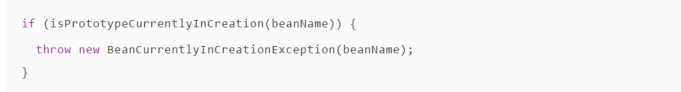 if (isPrototypeCurrentlyInCreation(beanName)) {
  throw new BeanCurrentlyInCreationException(beanName);
}